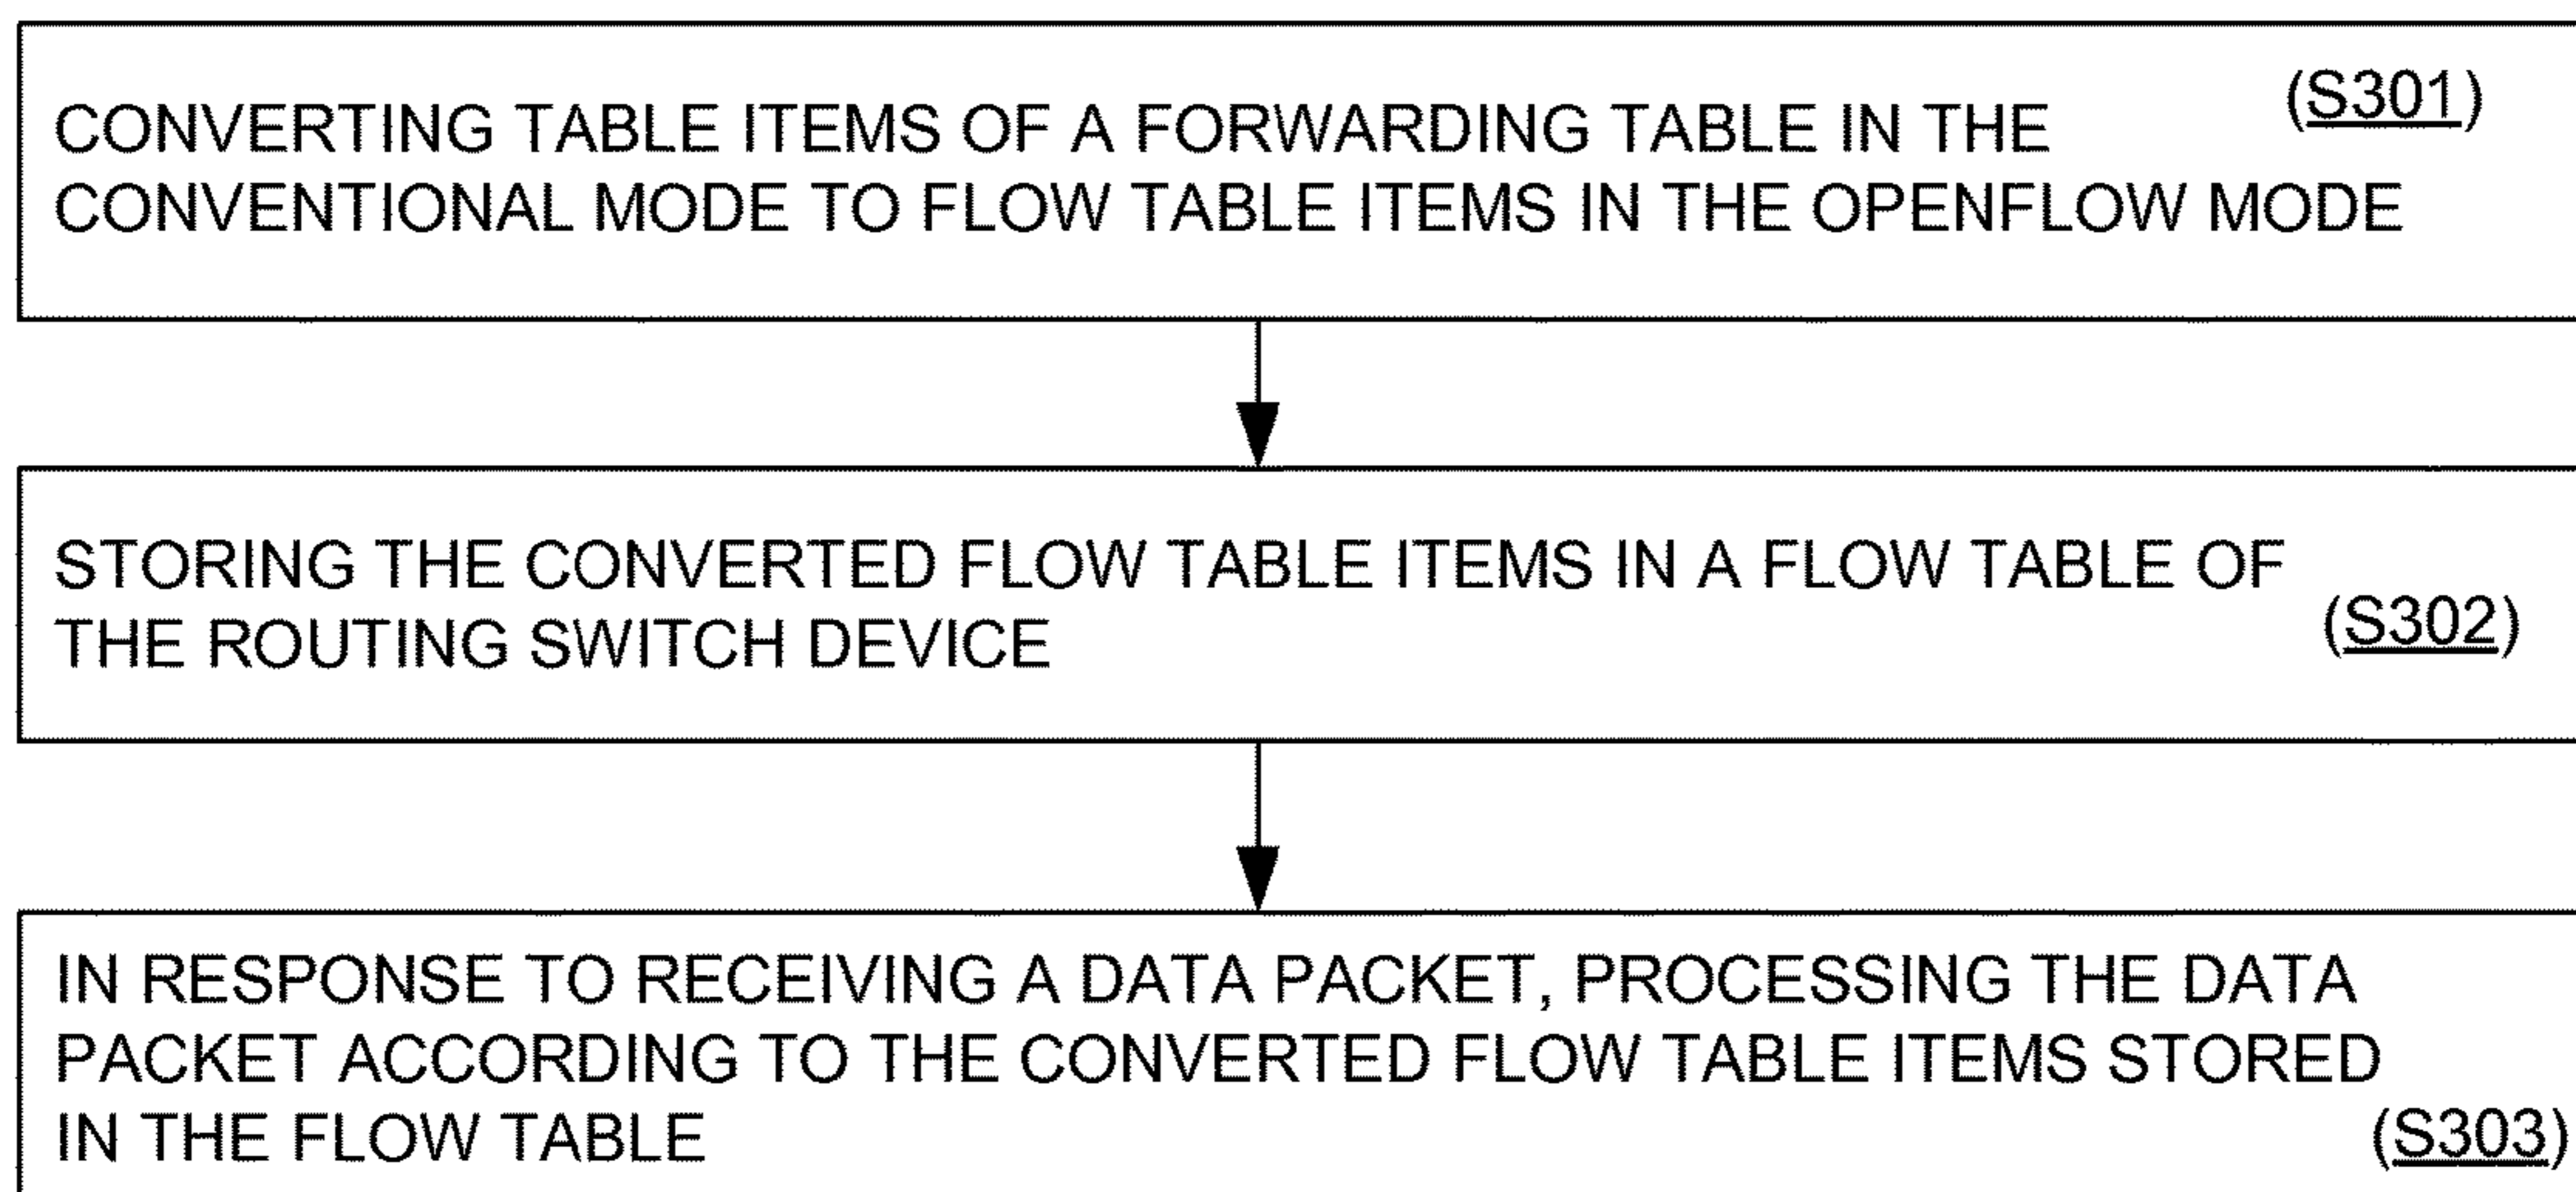 (S301)
CONVERTING TABLE ITEMS OF A FORWARDING TABLE IN THE
CONVENTIONAL MODE TO FLOW TABLE ITEMS IN THE OPENFLOW MODE
STORING THE CONVERTED FLOW TABLE ITEMS IN A FLOW TABLE OF
THE ROUTING SWITCH DEVICE
(S302)
IN RESPONSE TO RECEIVING A DATA PACKET, PROCESSING THE DATA
PACKET ACCORDING TO THE CONVERTED FLOW TABLE ITEMS STORED
IN THE FLOW TABLE
(S303)